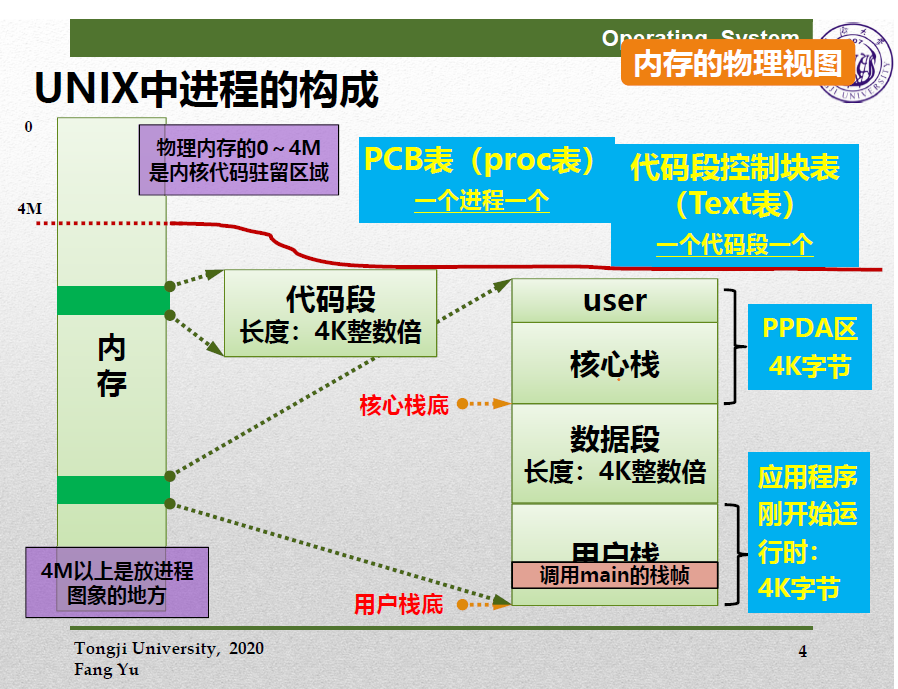 Operating System
内存的物理视图
UNIX中进程的构成
0
物理内存的0~4M
是内核代码驻留区域
PCB表（proc表）
一个进程一个
代码段控制块表
（Text表）
一个代码段一个
4M
代码段
长度：4K整数倍
user
核心栈
PPDA区
4K字节
内
存
核心栈底
数据段
长度：4K整数倍
应用程序
刚开始运
行时：
4K字节
用户栈
调用main的栈帧
用户栈底
4M以上是放进程
图象的地方
Tongji University, 2020
Fang Yu
4